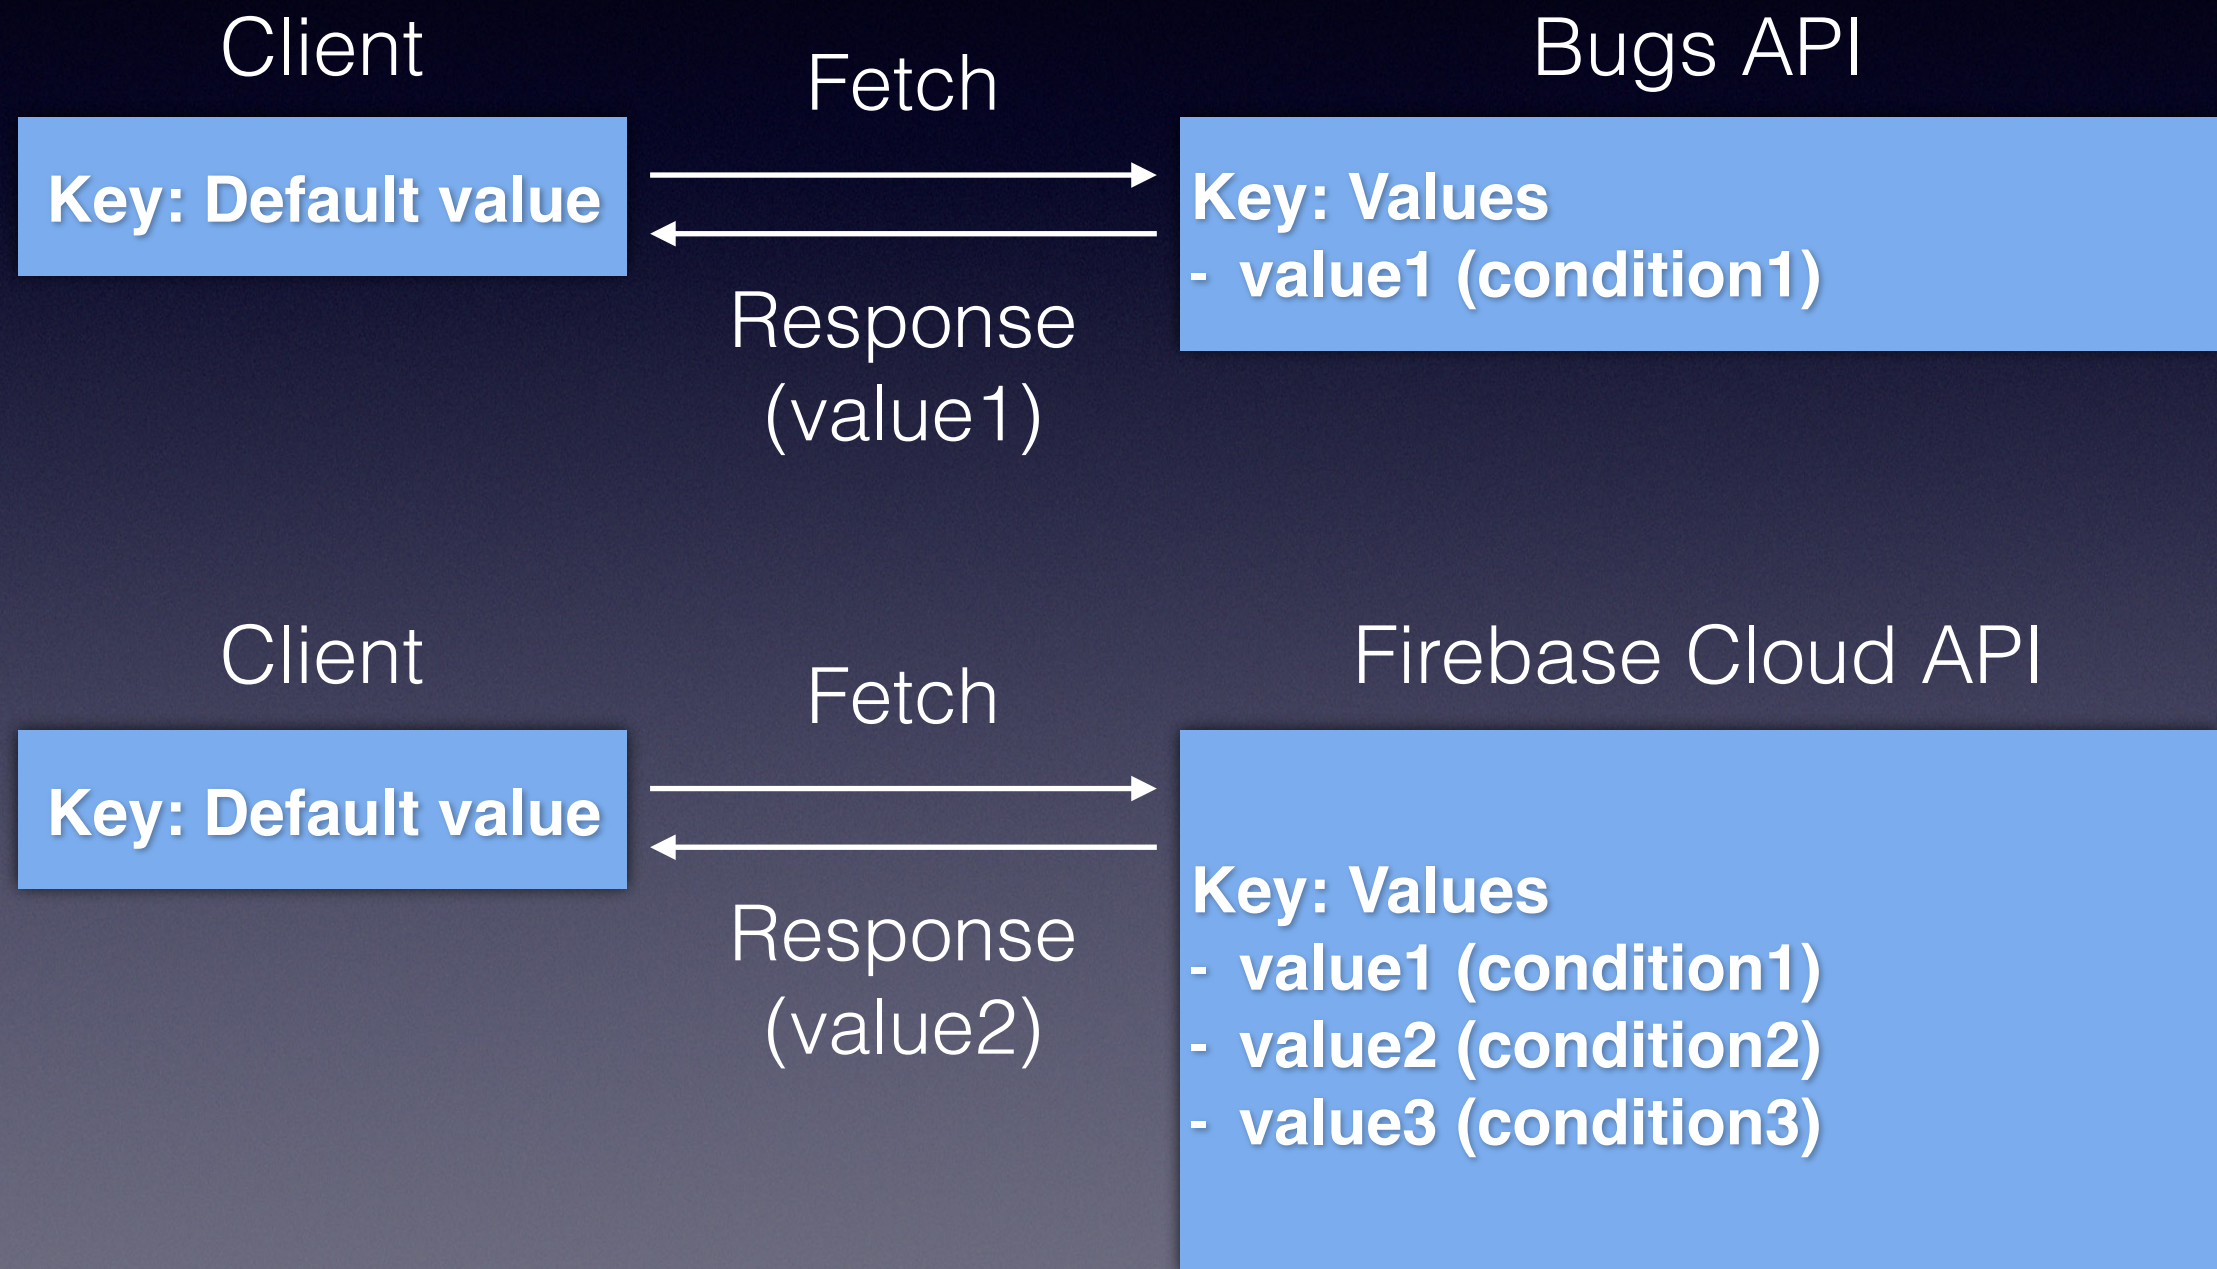 Client
Fetch
Bugs API
Key: Default value
Key: Values
- value1 (condition1)
Response
(value1)
Client
Fetch
Firebase Cloud API
Key: Default value
Key: Values
- value1 (condition1)
- value2 (condition2)
- value3 (condition3)
Response
(value2)